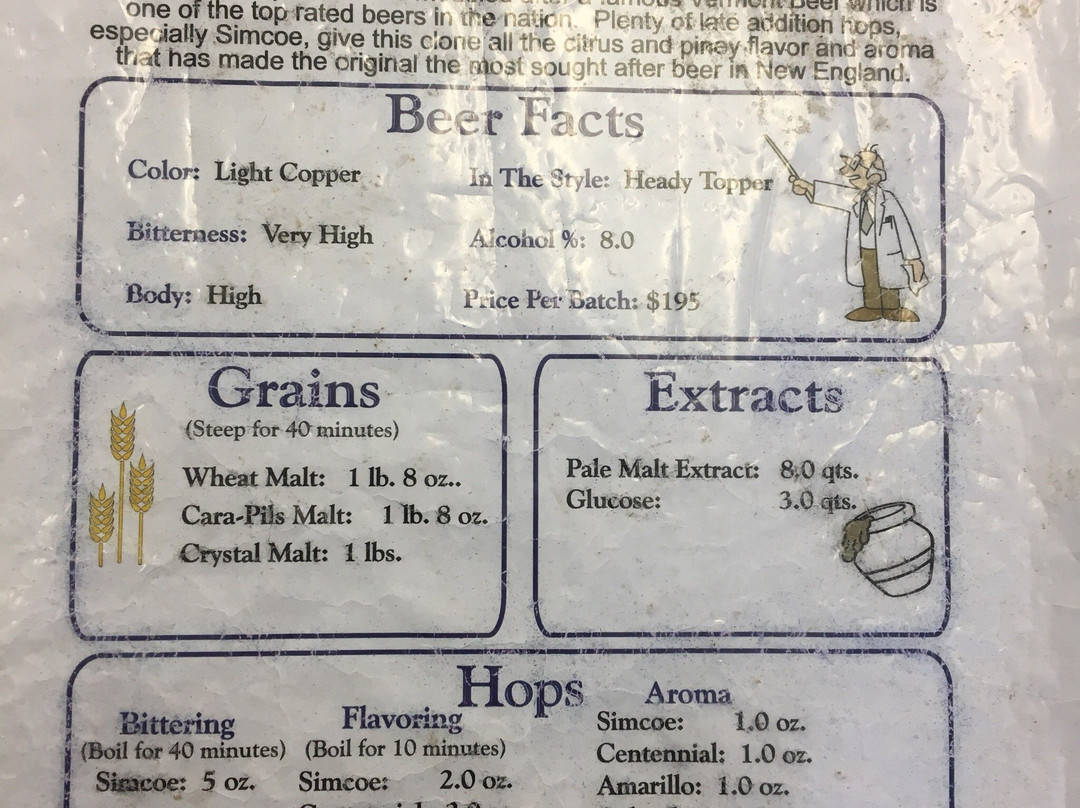 Vermont Beer which is
one of the top rated beers in the nation. Plenty of late addition hops,
especially Simcoe, give this clone all the citrus and piney flavor and aroma
that has made the original the most sought after beer in New England.
Beer Facts
Color: Light Copper
In The Style: Heady Topper
Bitterness: Very High
Alcohol %: 8.0
Body: High
Price Per Batch: $195
Grains
(Steep for 40 minutes)
Wheat Malt: 1 lb. 8 oz..
Cara-Pils Malt: 1 lb. 8 oz.
Crystal Malt: 1 lbs.
Extracts
Pale Malt Extract: 8.0 qts.
Glucose: 3.0 qts.
Hops
Bittering
(Boil for 40 minutes)
Simcoe: 5 oz.
Flavoring
(Boil for 10 minutes)
Simcoe: 2.0 oz.
Aroma
Simcoe: 1.0 oz.
Centennial: 1.0 oz.
Amarillo: 1.0 oz.